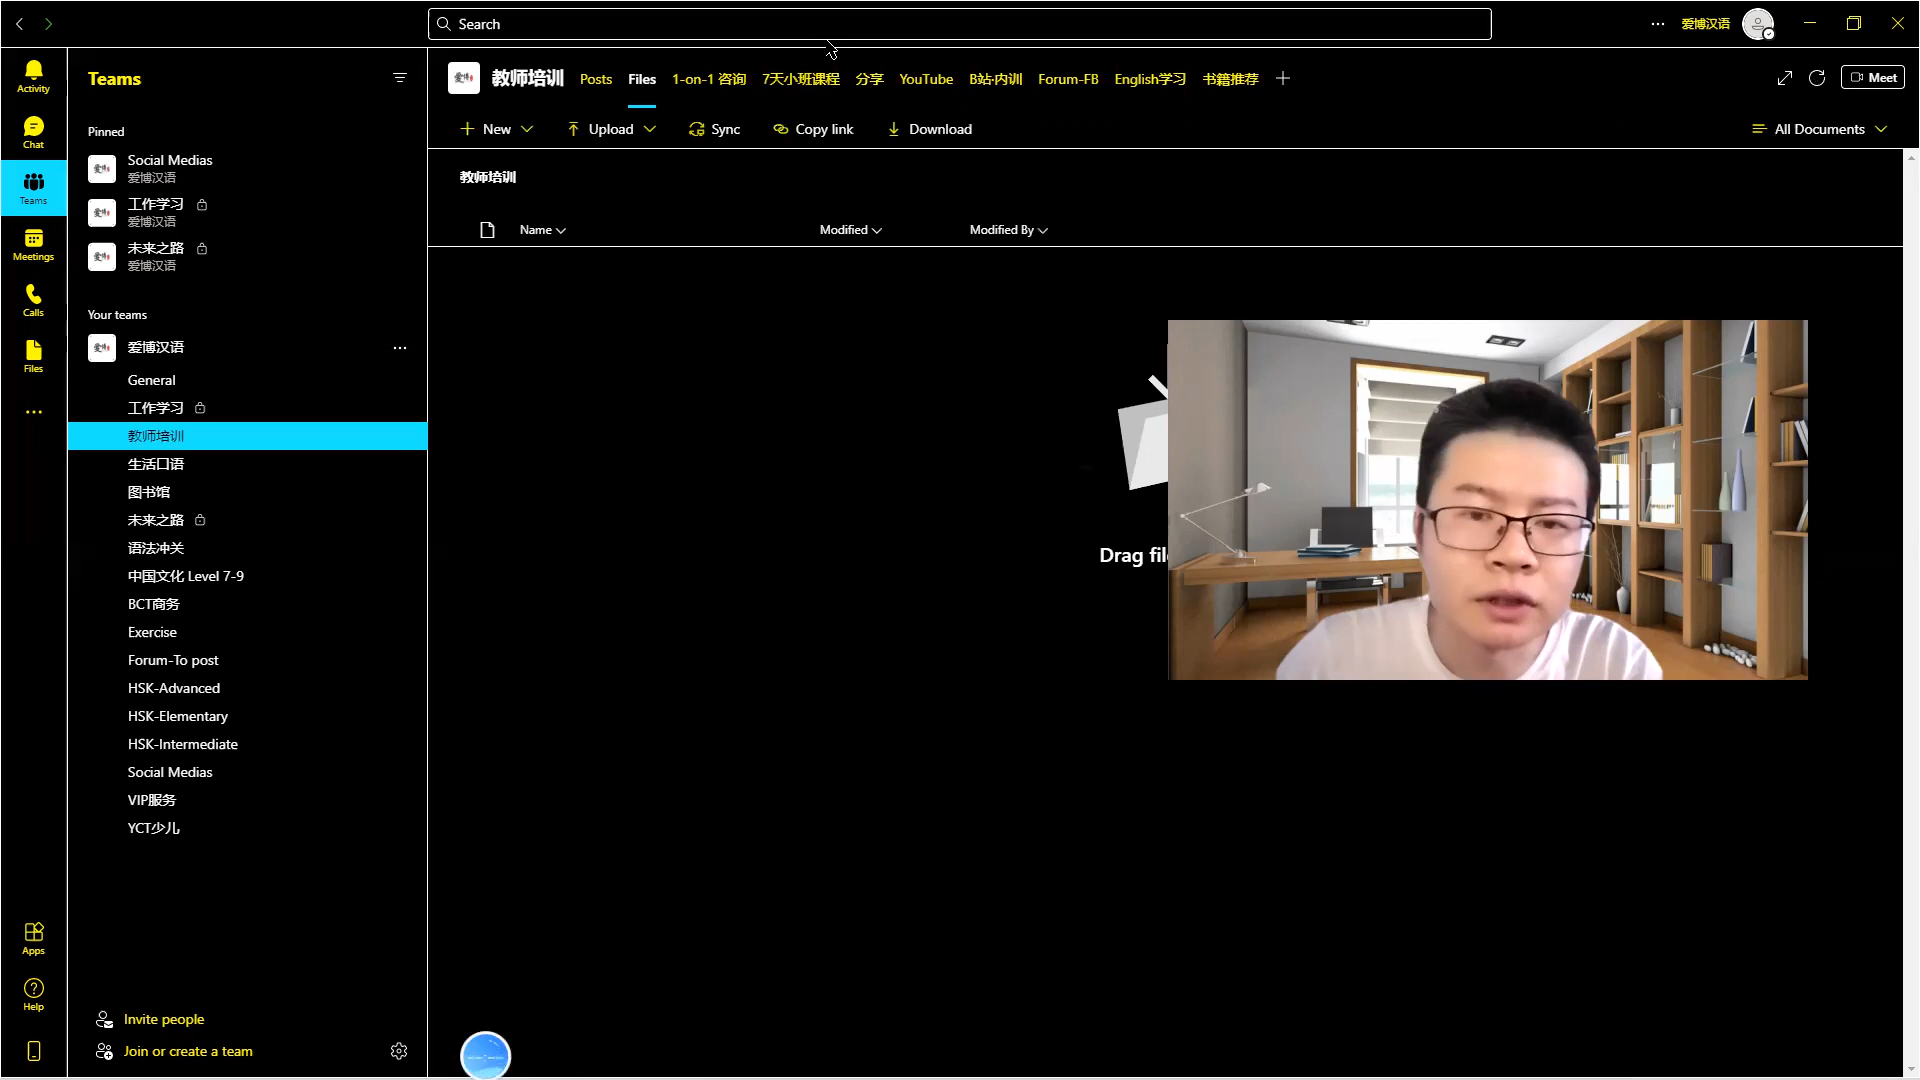 Search
爱博汉语
Activity
Chat
Teams
Meetings
Calls
Files
Apps
Help
Teams
Pinned
Social Medias
爱博汉语
工作学习
爱博汉语
未来之路
爱博汉语
Your teams
爱博汉语
General
工作学习
教师培训
生活口语
图书馆
未来之路
语法冲关
中国文化 Level 7-9
BCT商务
Exercise
Forum-To post
HSK-Advanced
HSK-Elementary
HSK-Intermediate
Social Medias
VIP服务
YCT少儿
Invite people
Join or create a team
教师培训 Posts Files 1-on-1 咨询 7天小班课程 分享 YouTube B站·内训 Forum-FB English学习 书籍推荐
Meet
New Upload Sync Copy link Download All Documents
教师培训
Name Modified Modified By
Drag